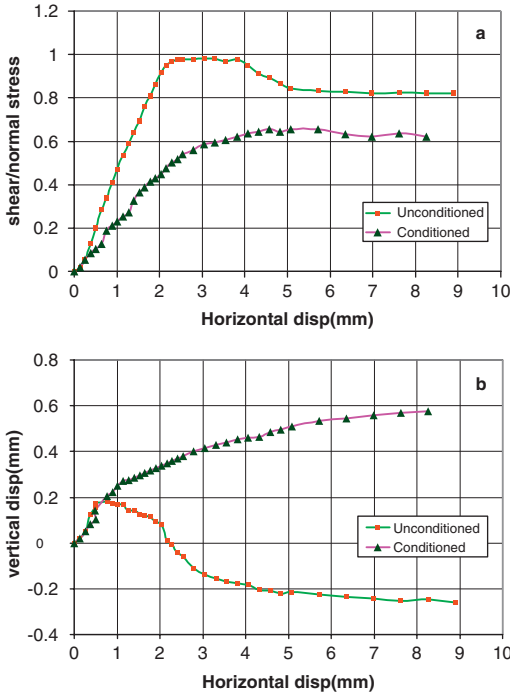 1.2
a
1
0.8
0.6
0.4
0.2
0
shear/normal stress
Unconditioned
Conditioned
0 1 2 3 4 5 6 7 8 9 10
Horizontal disp(mm)
0.8
b
0.6
0.4
0.2
0
-0.2
-0.4
vertical disp(mm)
Unconditioned
Conditioned
0 1 2 3 4 5 6 7 8 9 10
Horizontal disp(mm)